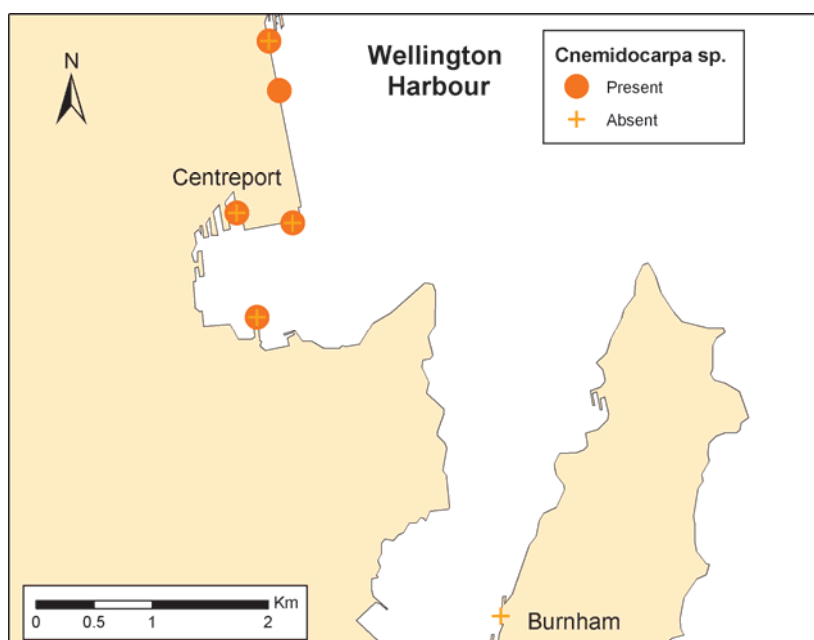 Wellington
Harbour
Cnemidocarpa sp.
Present
Absent
N
Centreport
Burnham
Km
0 0.5 1 2